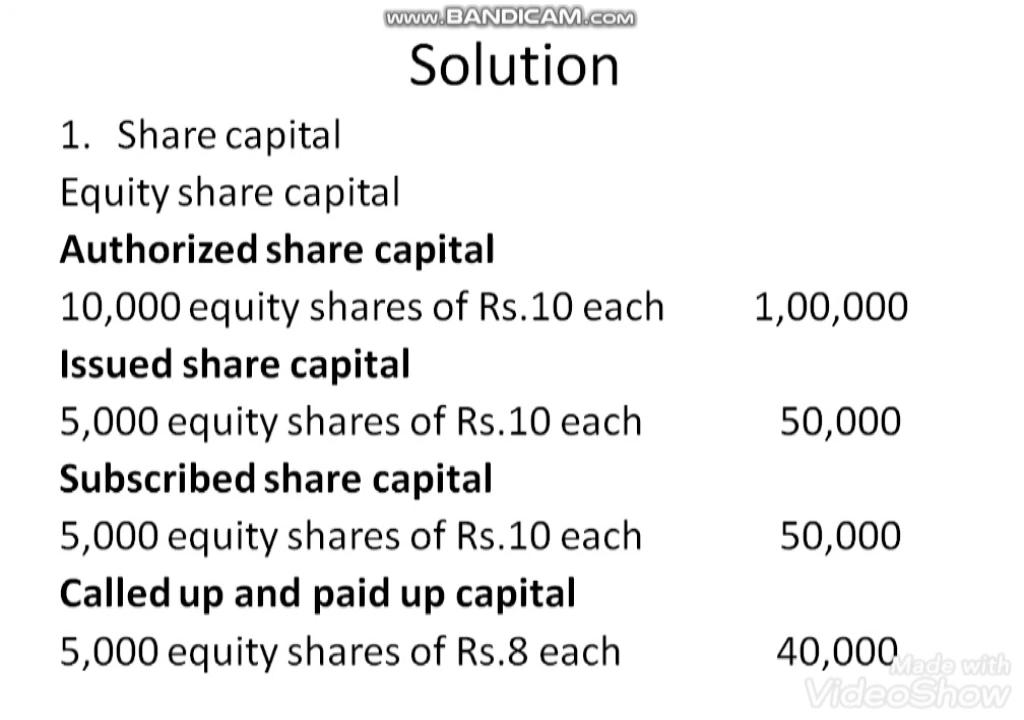 www.BANDICAM.COM
Solution
1. Share capital
Equity share capital
Authorized share capital
10,000 equity shares of Rs.10 each 1,00,000
Issued share capital
5,000 equity shares of Rs.10 each 50,000
Subscribed share capital
5,000 equity shares of Rs.10 each 50,000
Called up and paid up capital
5,000 equity shares of Rs.8 each 40,000
Made with
VideoShow